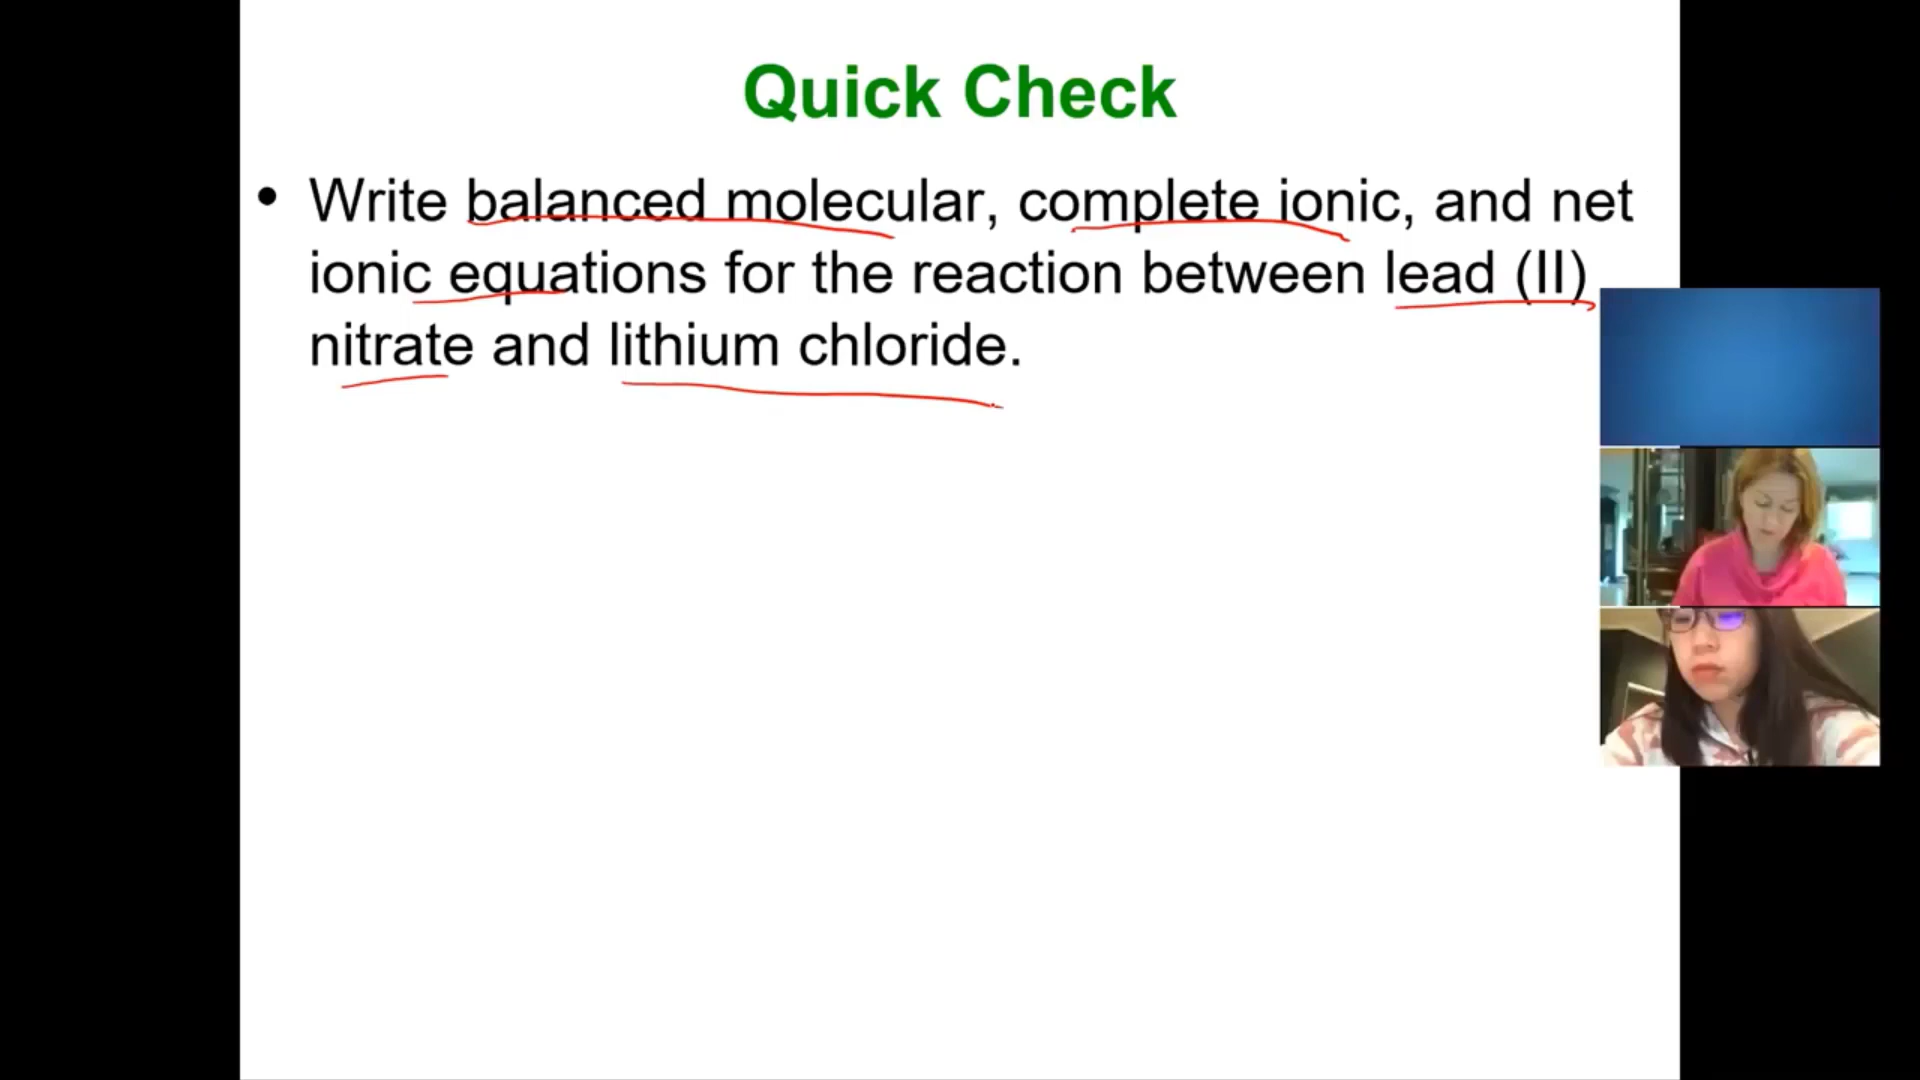 Quick Check
• Write balanced molecular, complete ionic, and net
ionic equations for the reaction between lead (II)
nitrate and lithium chloride.